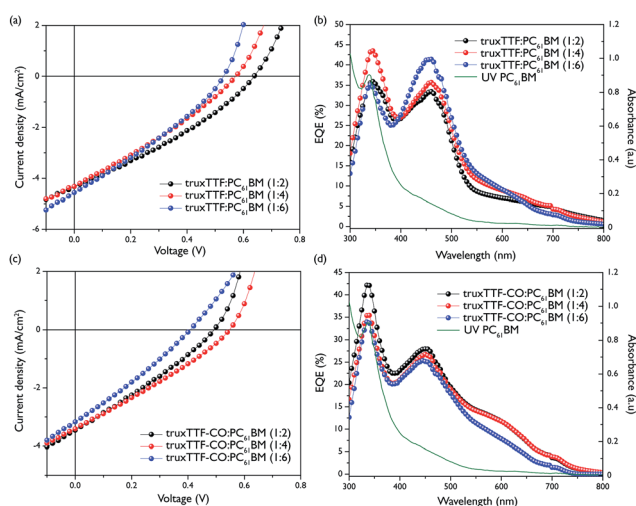 (a)
Current density (mA/cm²)
2
0
-2
-4
-6
0.0
0.2
0.4
0.6
0.8
Voltage (V)
truxTTF:PC₆₁BM (1:2)
truxTTF:PC₆₁BM (1:4)
truxTTF:PC₆₁BM (1:6)
(b)
EQE (%)
50
45
40
35
30
25
20
15
10
5
0
300
400
500
600
700
800
Wavelength (nm)
1.2
1.0
0.8
0.6
0.4
0.2
0
Absorbance (a.u)
truxTTF:PC₆₁BM (1:2)
truxTTF:PC₆₁BM (1:4)
truxTTF:PC₆₁BM (1:6)
UV PC₆₁BM
(c)
Current density (mA/cm²)
2
0
-2
-4
0.0
0.2
0.4
0.6
0.8
Voltage (V)
truxTTF-CO:PC₆₁BM (1:2)
truxTTF-CO:PC₆₁BM (1:4)
truxTTF-CO:PC₆₁BM (1:6)
(d)
EQE (%)
45
40
35
30
25
20
15
10
5
0
300
400
500
600
700
800
Wavelength (nm)
1.2
1.0
0.8
0.6
0.4
0.2
0
Absorbance (a.u)
truxTTF-CO:PC₆₁BM (1:2)
truxTTF-CO:PC₆₁BM (1:4)
truxTTF-CO:PC₆₁BM (1:6)
UV PC₆₁BM